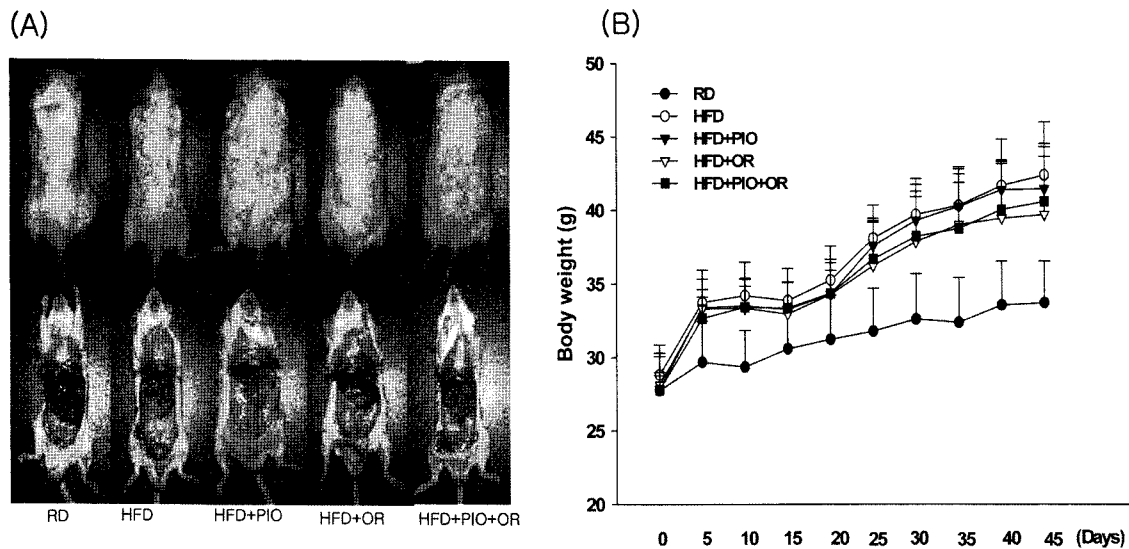 (A)
RD
HFD
HFD+PIO
HFD+OR
HFD+PIO+OR
(B)
Body weight (g)
50
45
40
35
30
25
20
RD
HFD
HFD+PIO
HFD+OR
HFD+PIO+OR
0 5 10 15 20 25 30 35 40 45 (Days)